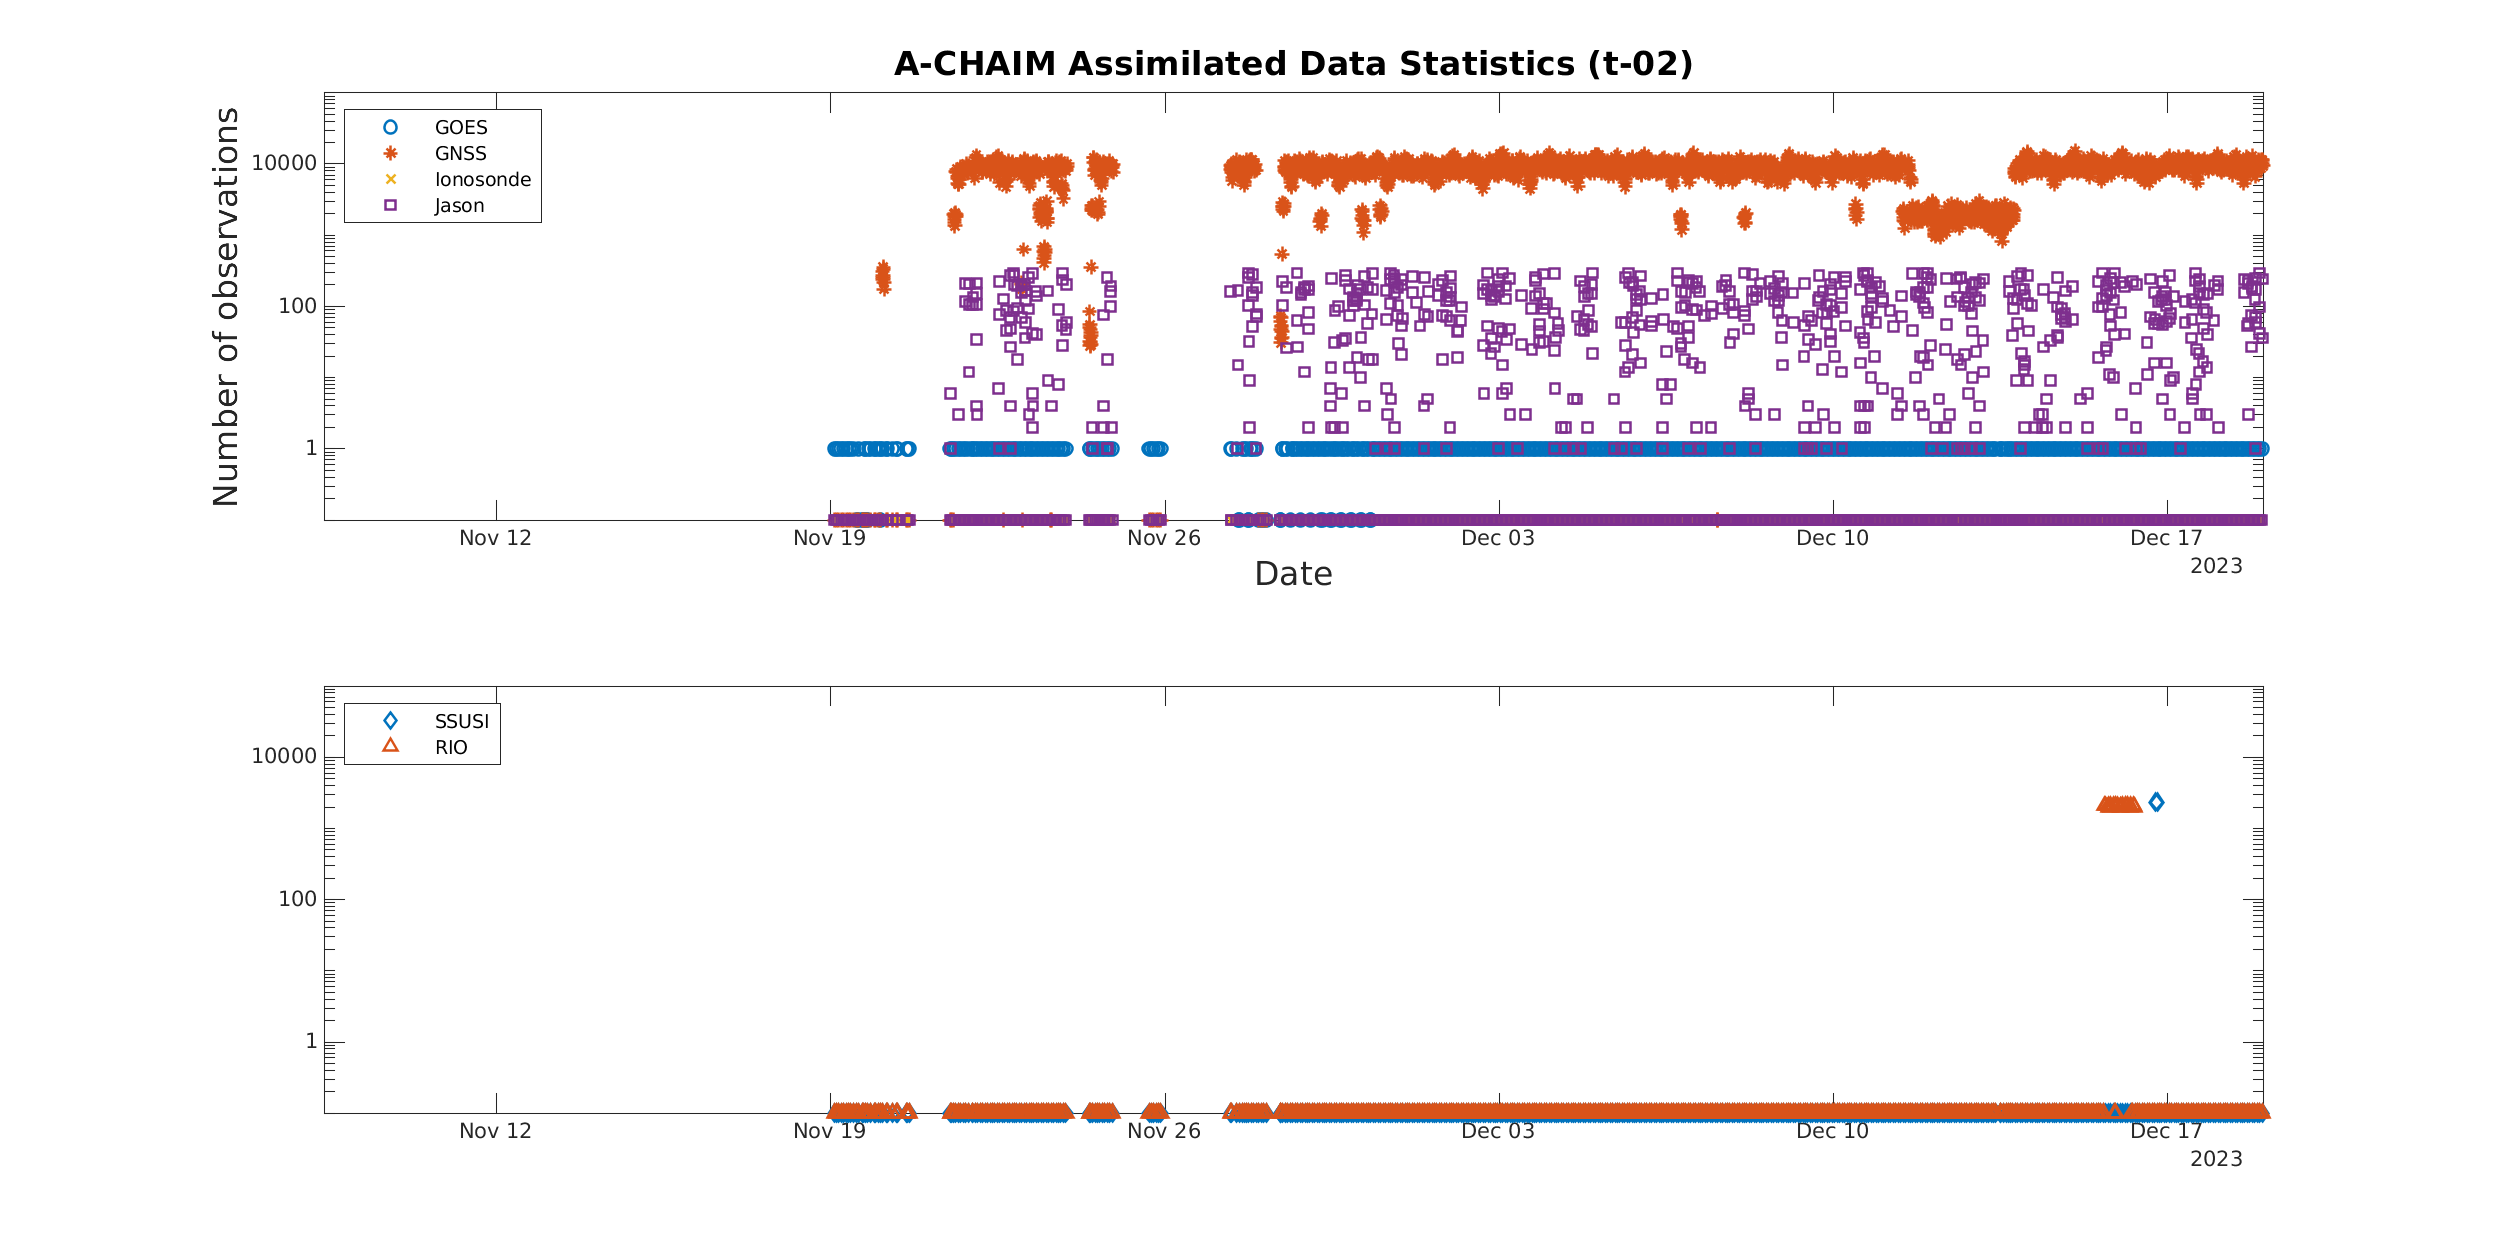 A-CHAIM Assimilated Data Statistics (t-02)
Number of observations
10000
100
1
GOES
GNSS
Ionosonde
Jason
Nov 12
Nov 19
Nov 26
Dec 03
Dec 10
Dec 17
2023
Date
10000
100
1
SSUSI
RIO
Nov 12
Nov 19
Nov 26
Dec 03
Dec 10
Dec 17
2023